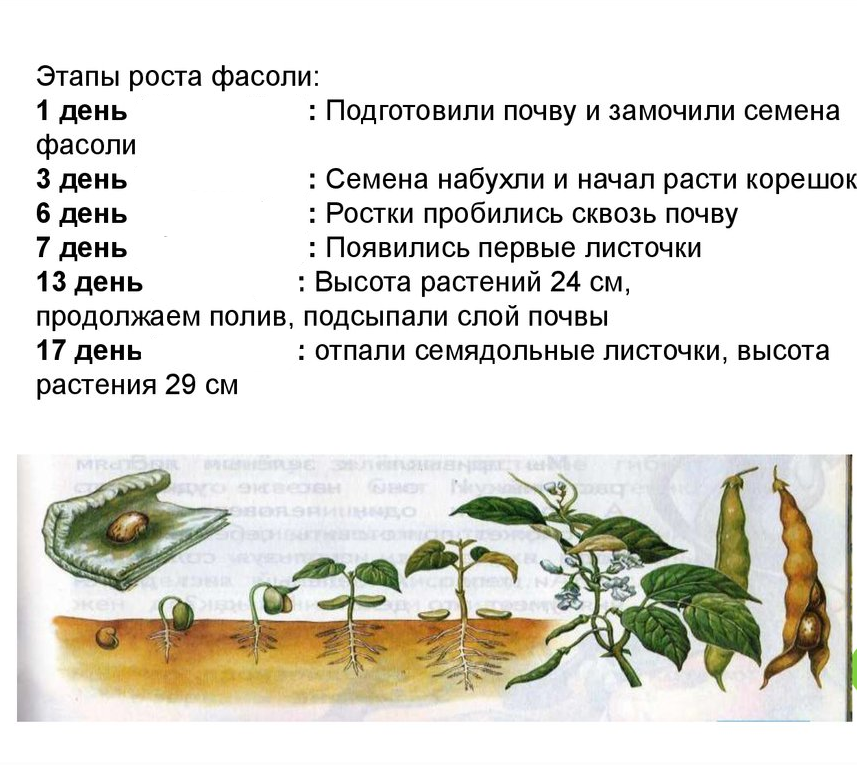 Этапы роста фасоли:
1 день : Подготовили почву и замочили семена
фасоли
3 день : Семена набухли и начал расти корешок
6 день : Ростки пробились сквозь почву
7 день : Появились первые листочки
13 день : Высота растений 24 см,
продолжаем полив, подсыпали слой почвы
17 день : отпали семядольные листочки, высота
растения 29 см